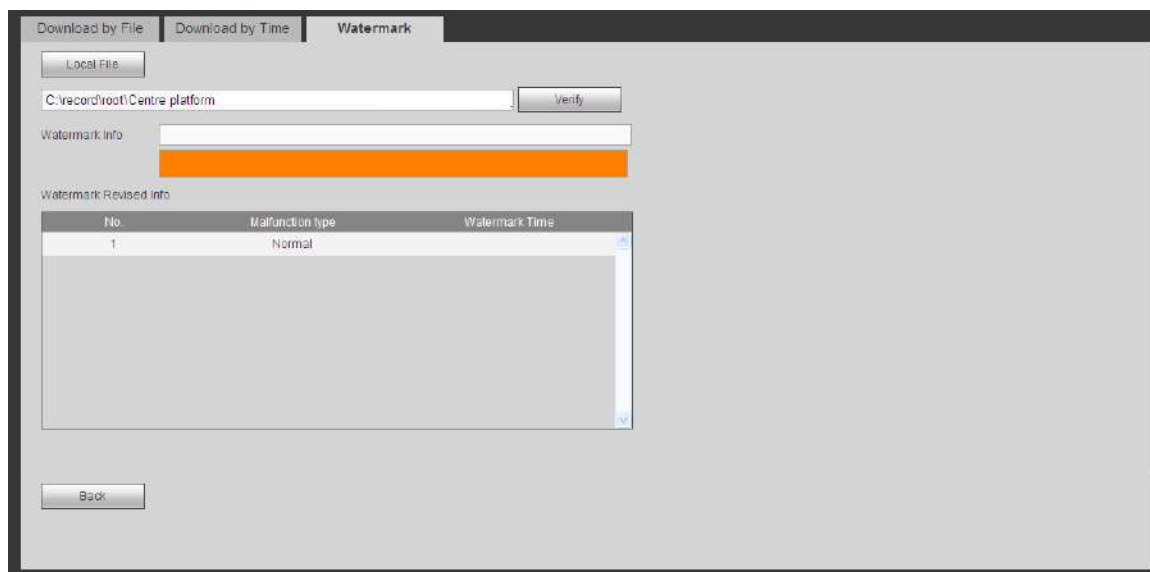 Download by File Download by Time Watermark
Local File
C:\record\root\Centre platform Verify
Watermark Info
Watermark Revised Info
No. Malfunction type Watermark Time
1 Normal
Back